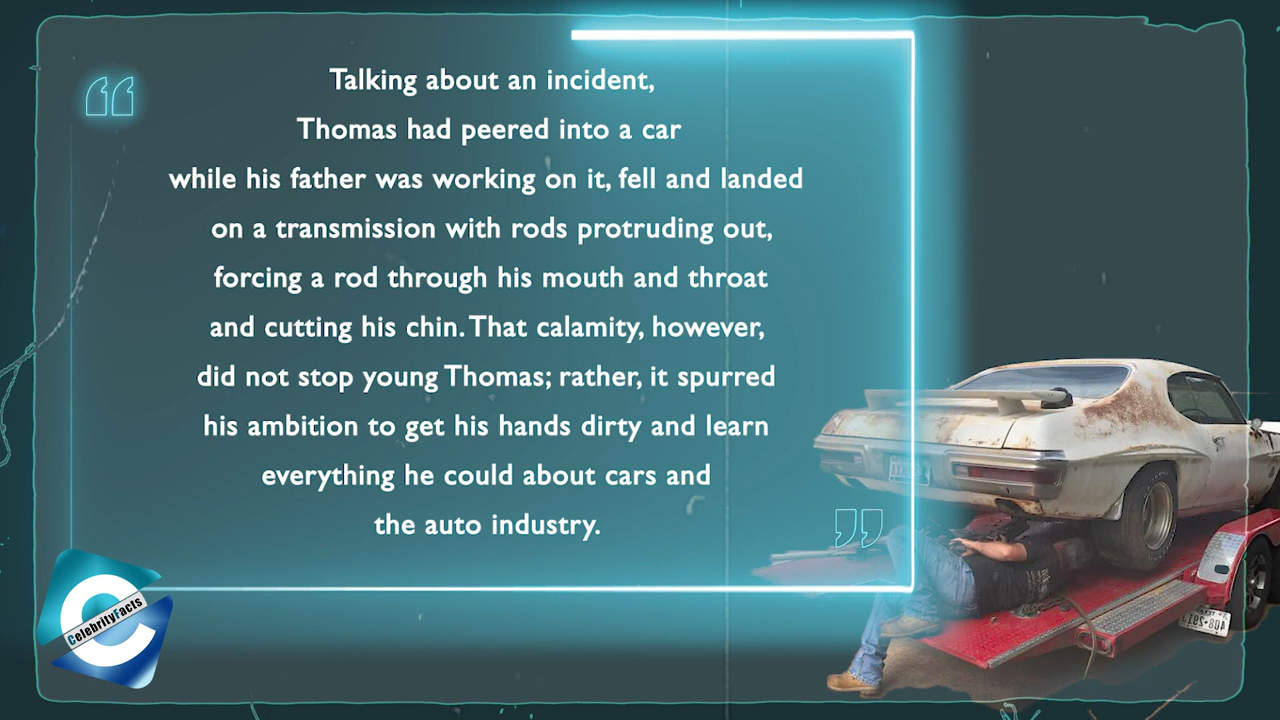 Talking about an incident,
Thomas had peered into a car
while his father was working on it, fell and landed
on a transmission with rods protruding out,
forcing a rod through his mouth and throat
and cutting his chin. That calamity, however,
did not stop young Thomas; rather, it spurred
his ambition to get his hands dirty and learn
everything he could about cars and
the auto industry.
CelebrityFacts